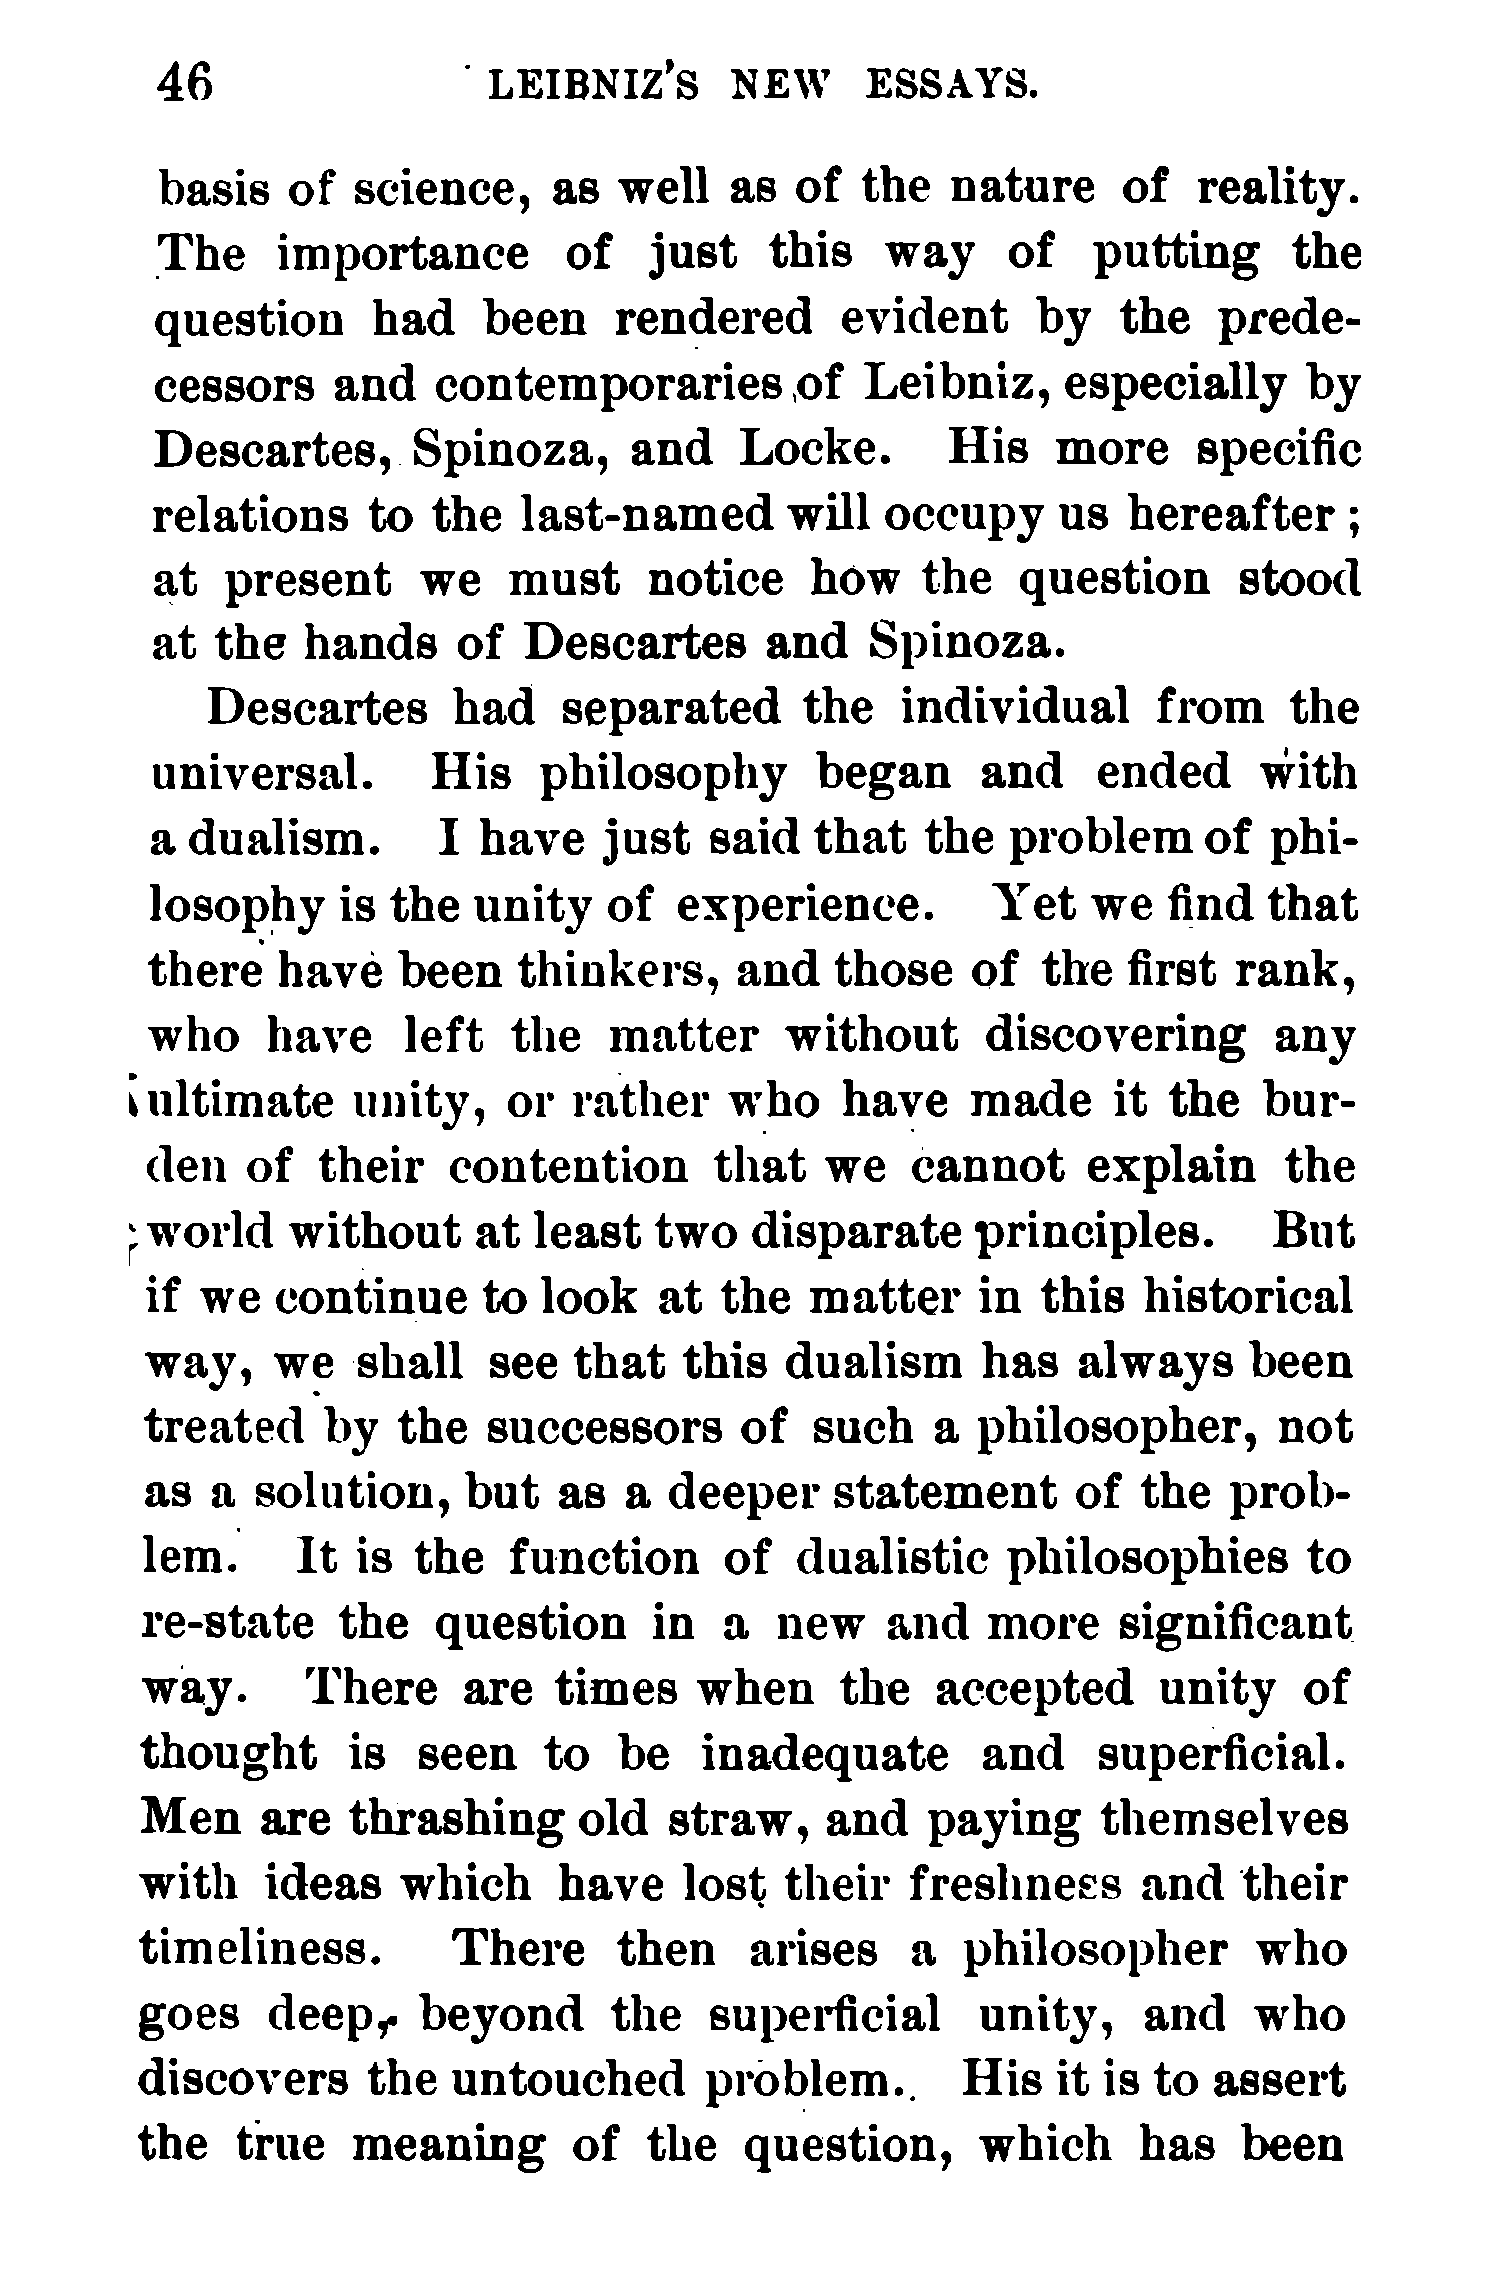 46 LEIBNIZ'S NEW ESSAYS.
basis of science, as well as of the nature of reality.
The importance of just this way of putting the
question had been rendered evident by the prede-
cessors and contemporaries of Leibniz, especially by
Descartes, Spinoza, and Locke. His more specific
relations to the last-named will occupy us hereafter ;
at present we must notice how the question stood
at the hands of Descartes and Spinoza.
Descartes had separated the individual from the
universal. His philosophy began and ended with
a dualism. I have just said that the problem of phi-
losophy is the unity of experience. Yet we find that
there have been thinkers, and those of the first rank,
who have left the matter without discovering any
ultimate unity, or rather who have made it the bur-
den of their contention that we cannot explain the
world without at least two disparate principles. But
if we continue to look at the matter in this historical
way, we shall see that this dualism has always been
treated by the successors of such a philosopher, not
as a solution, but as a deeper statement of the prob-
lem. It is the function of dualistic philosophies to
re-state the question in a new and more significant
way. There are times when the accepted unity of
thought is seen to be inadequate and superficial.
Men are thrashing old straw, and paying themselves
with ideas which have lost their freshness and their
timeliness. There then arises a philosopher who
goes deep, beyond the superficial unity, and who
discovers the untouched problem. His it is to assert
the true meaning of the question, which has been